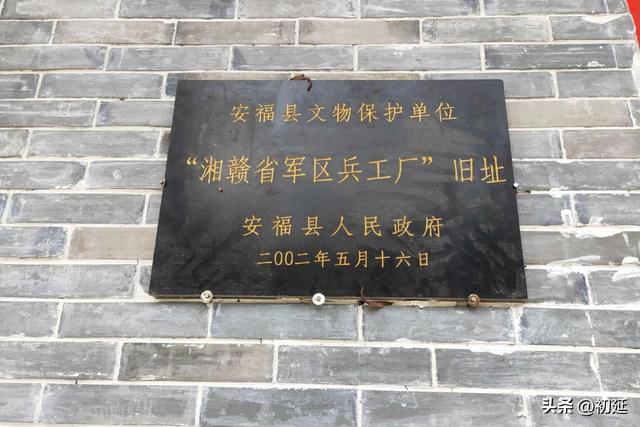 安福县文物保护单位
“湘赣省军区兵工厂”旧址
安福县人民政府
二00二年五月十六日
头条@初延